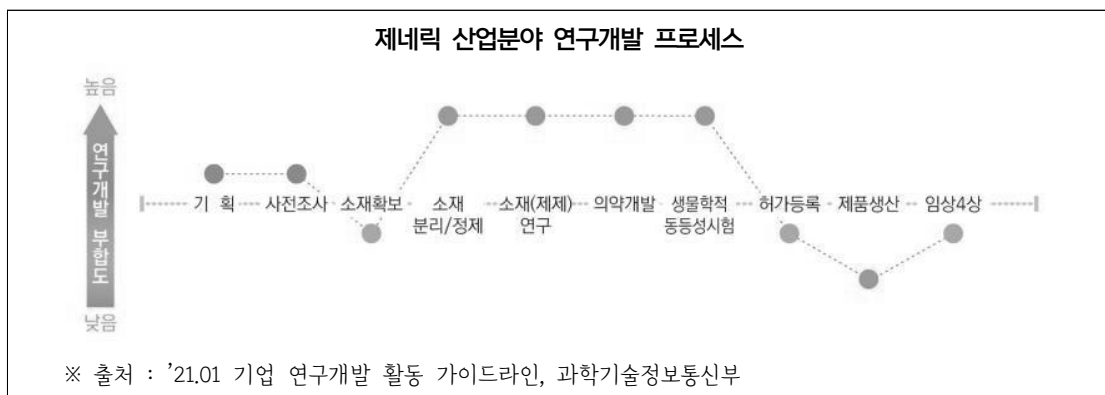 제네릭 산업분야 연구개발 프로세스
높음
연구개발 부합도
낮음
기 획
사전조사
소재확보
소재
분리/정제
소재(제제)
연구
의약개발
생물학적
동등성시험
허가등록
제품생산
임상4상
※ 출처 : ’21.01 기업 연구개발 활동 가이드라인, 과학기술정보통신부